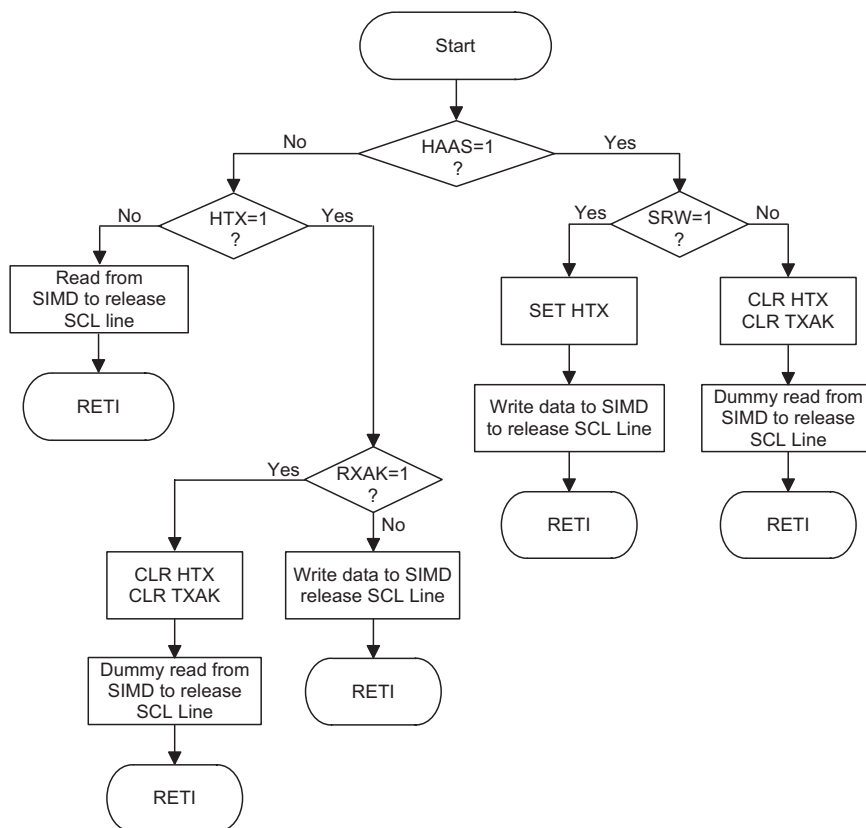 Start
HAAS=1
?
No
Yes
HTX=1
?
No
Yes
SRW=1
?
Yes
No
Read from
SIMD to release
SCL line
RETI
SET HTX
Write data to SIMD
to release SCL Line
RETI
CLR HTX
CLR TXAK
Dummy read from
SIMD to release
SCL Line
RETI
RXAK=1
?
Yes
No
CLR HTX
CLR TXAK
Dummy read from
SIMD to release
SCL Line
RETI
Write data to SIMD
release SCL Line
RETI